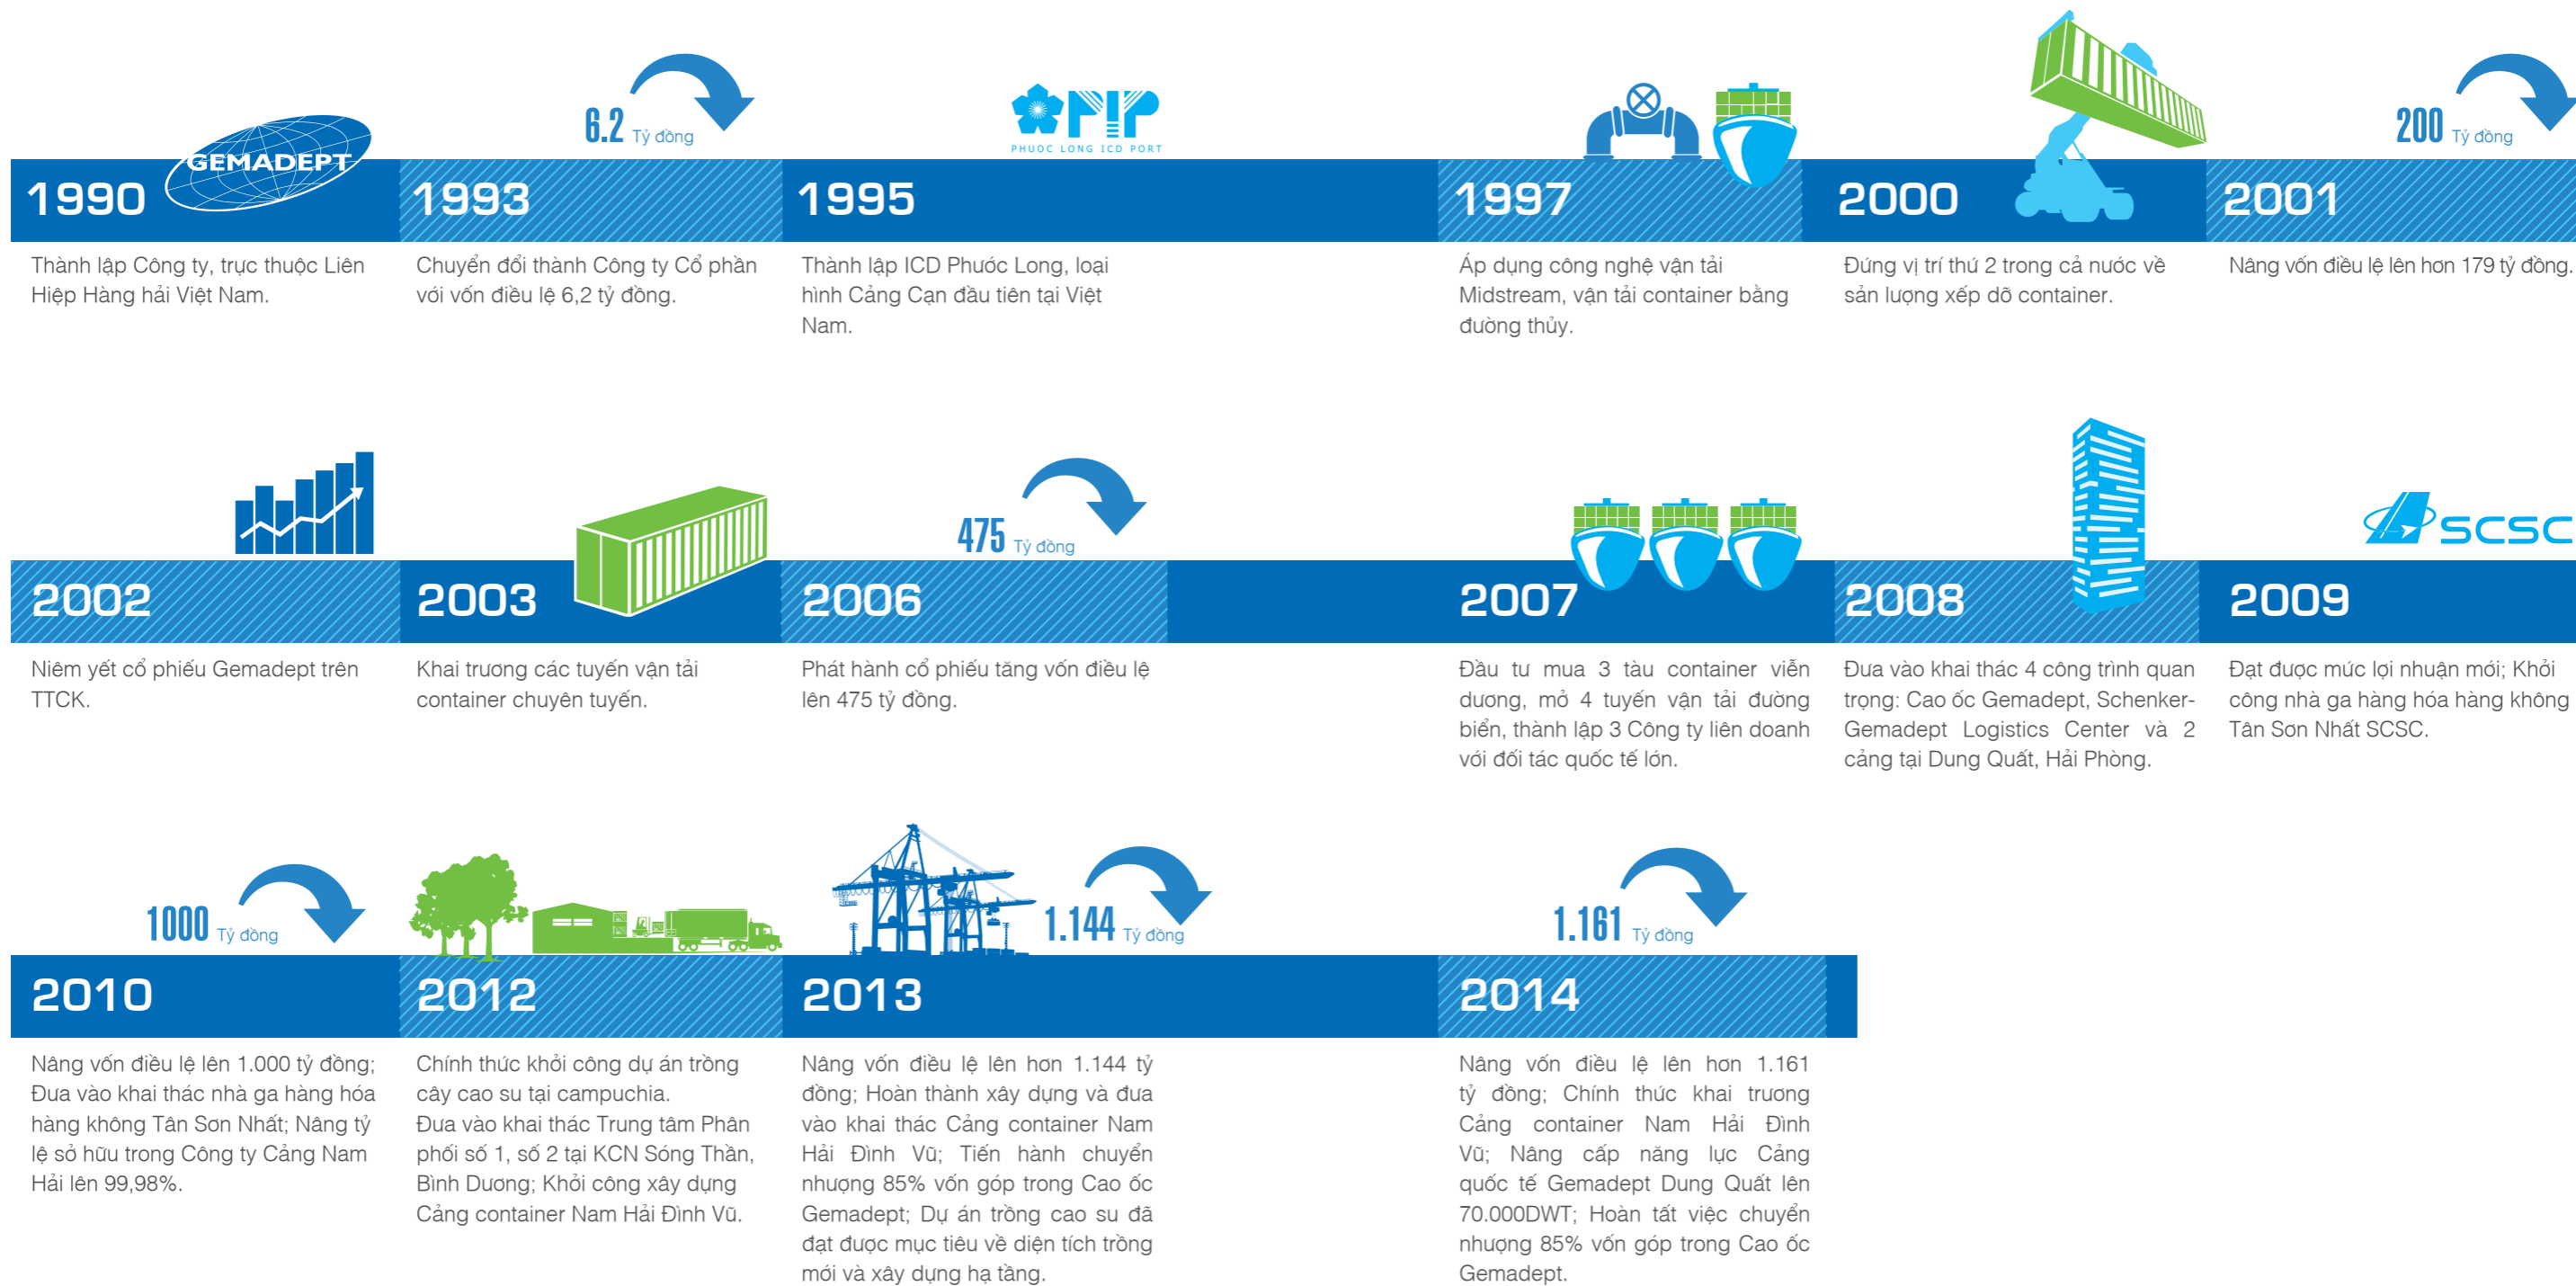 GEMADEPT
1990
Thành lập Công ty, trực thuộc Liên
Hiệp Hàng hải Việt Nam.
6.2 Tỷ đồng
1993
Chuyển đổi thành Công ty Cổ phần
với vốn điều lệ 6,2 tỷ đồng.
PIP
PHUOC LONG ICD PORT
1995
Thành lập ICD Phước Long, loại
hình Cảng Cạn đầu tiên tại Việt
Nam.
1997
Áp dụng công nghệ vận tải
Midstream, vận tải container bằng
đường thủy.
2000
Đứng vị trí thứ 2 trong cả nước về
sản lượng xếp dỡ container.
200 Tỷ đồng
2001
Nâng vốn điều lệ lên hơn 179 tỷ đồng.
2002
Niêm yết cổ phiếu Gemadept trên
TTCK.
2003
Khai trương các tuyến vận tải
container chuyên tuyến.
475 Tỷ đồng
2006
Phát hành cổ phiếu tăng vốn điều lệ
lên 475 tỷ đồng.
2007
Đầu tư mua 3 tàu container viễn
dương, mở 4 tuyến vận tải đường
biển, thành lập 3 Công ty liên doanh
với đối tác quốc tế lớn.
2008
Đưa vào khai thác 4 công trình quan
trọng: Cao ốc Gemadept, Schenker-
Gemadept Logistics Center và 2
cảng tại Dung Quất, Hải Phòng.
SCSC
2009
Đạt được mức lợi nhuận mới; Khởi
công nhà ga hàng hóa hàng không
Tân Sơn Nhất SCSC.
1000 Tỷ đồng
2010
Nâng vốn điều lệ lên 1.000 tỷ đồng;
Đưa vào khai thác nhà ga hàng hóa
hàng không Tân Sơn Nhất; Nâng tỷ
lệ sở hữu trong Công ty Cảng Nam
Hải lên 99,98%.
2012
Chính thức khởi công dự án trồng
cây cao su tại campuchia.
Đưa vào khai thác Trung tâm Phân
phối số 1, số 2 tại KCN Sóng Thần,
Bình Dương; Khởi công xây dựng
Cảng container Nam Hải Đình Vũ.
1.144 Tỷ đồng
2013
Nâng vốn điều lệ lên hơn 1.144 tỷ
đồng; Hoàn thành xây dựng và đưa
vào khai thác Cảng container Nam
Hải Đình Vũ; Tiến hành chuyển
nhượng 85% vốn góp trong Cao ốc
Gemadept; Dự án trồng cao su đã
đạt được mục tiêu về diện tích trồng
mới và xây dựng hạ tầng.
1.161 Tỷ đồng
2014
Nâng vốn điều lệ lên hơn 1.161
tỷ đồng; Chính thức khai trương
Cảng container Nam Hải Đình
Vũ; Nâng cấp năng lực Cảng
quốc tế Gemadept Dung Quất lên
70.000DWT; Hoàn tất việc chuyển
nhượng 85% vốn góp trong Cao ốc
Gemadept.